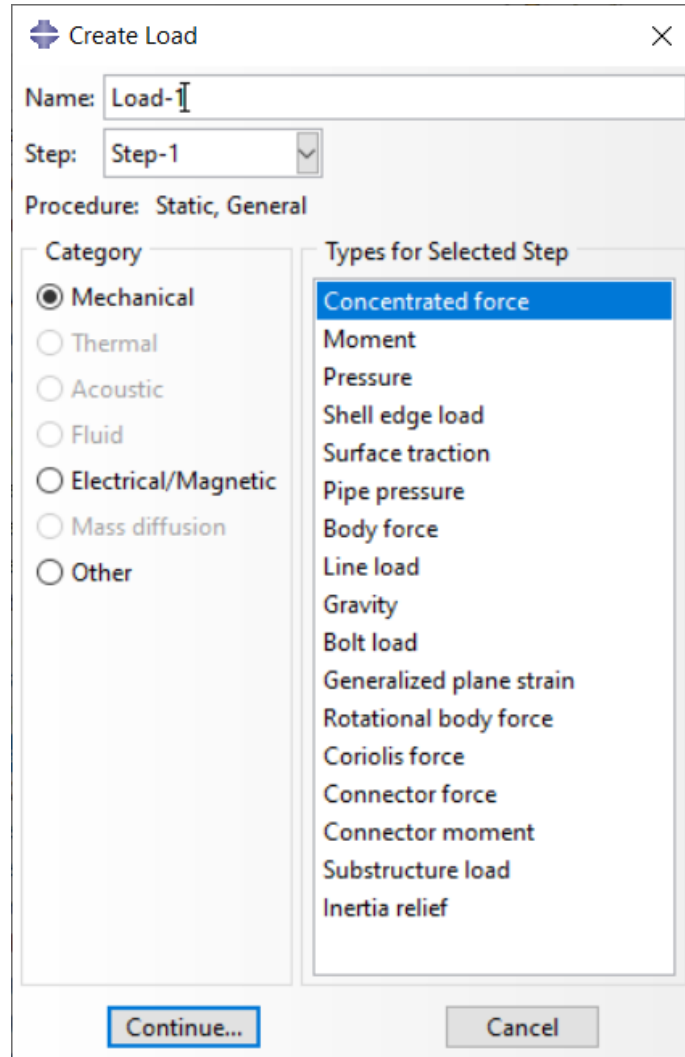 Create Load
Name: Load-1
Step: Step-1
Procedure: Static, General
Category
Mechanical
Thermal
Acoustic
Fluid
Electrical/Magnetic
Mass diffusion
Other
Types for Selected Step
Concentrated force
Moment
Pressure
Shell edge load
Surface traction
Pipe pressure
Body force
Line load
Gravity
Bolt load
Generalized plane strain
Rotational body force
Coriolis force
Connector force
Connector moment
Substructure load
Inertia relief
Continue...
Cancel